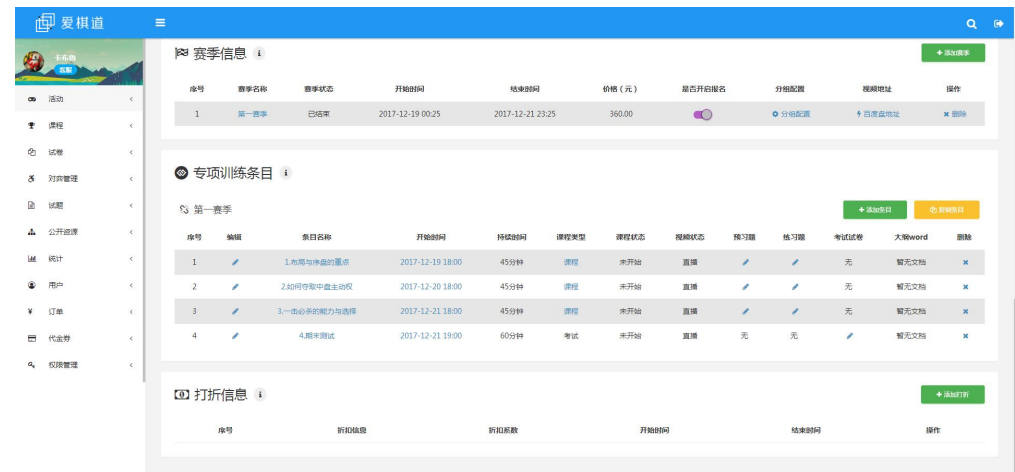 爱棋道
卡布奇
客服
活动
课程
试卷
对弈管理
试题
公开资源
统计
用户
订单
代金券
权限管理
赛季信息
+ 添加赛季
序号 赛季名称 赛季状态 开始时间 结束时间 价格（元） 是否开启报名 分组配置 视频地址 操作
1 第一赛季 已结束 2017-12-19 00:25 2017-12-21 23:25 360.00 分组配置 百度盘地址 删除
专项训练条目
第一赛季
+ 添加条目 复制条目
序号 编辑 条目名称 开始时间 持续时间 课程类型 课程状态 视频状态 预习题 练习题 考试试卷 大纲word 删除
1 1.布局与序盘的重点 2017-12-19 18:00 45分钟 课程 未开始 直播 无 暂无文档
2 2.如何夺取中盘主动权 2017-12-20 18:00 45分钟 课程 未开始 直播 无 暂无文档
3 3.一击必杀的能力与选择 2017-12-21 18:00 45分钟 课程 未开始 直播 无 暂无文档
4 4.期末测试 2017-12-21 19:00 60分钟 考试 未开始 直播 无 无 暂无文档
打折信息
+ 添加打折
序号 折扣信息 折扣系数 开始时间 结束时间 操作